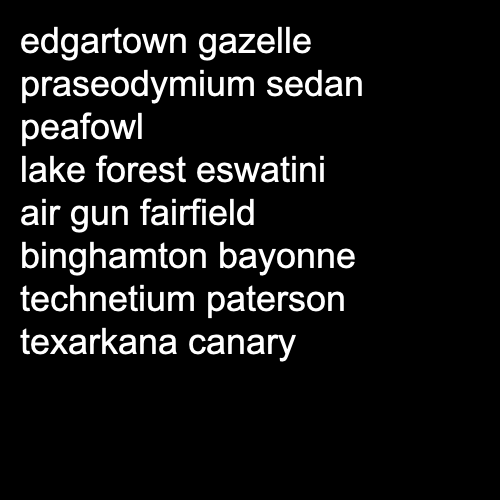 edgartown gazelle
praseodymium sedan
peafowl
lake forest eswatini
air gun fairfield
binghamton bayonne
technetium paterson
texarkana canary